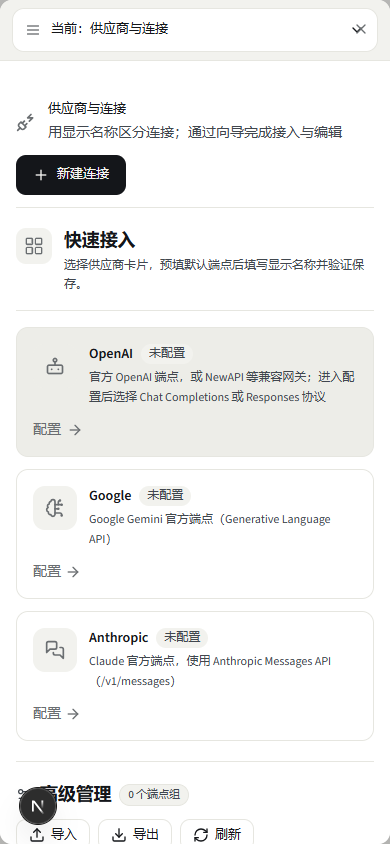 当前：供应商与连接
供应商与连接
用显示名称区分连接；通过向导完成接入与编辑
新建连接
快速接入
选择供应商卡片，预填默认端点后填写显示名称并验证保
存。
OpenAI 未配置
官方 OpenAI 端点，或 NewAPI 等兼容网关；进入配
置后选择 Chat Completions 或 Responses 协议
配置
Google 未配置
Google Gemini 官方端点（Generative Language
API）
配置
Anthropic 未配置
Claude 官方端点，使用 Anthropic Messages API
（/v1/messages）
配置
高级管理 0 个端点组
N
导入 导出 刷新